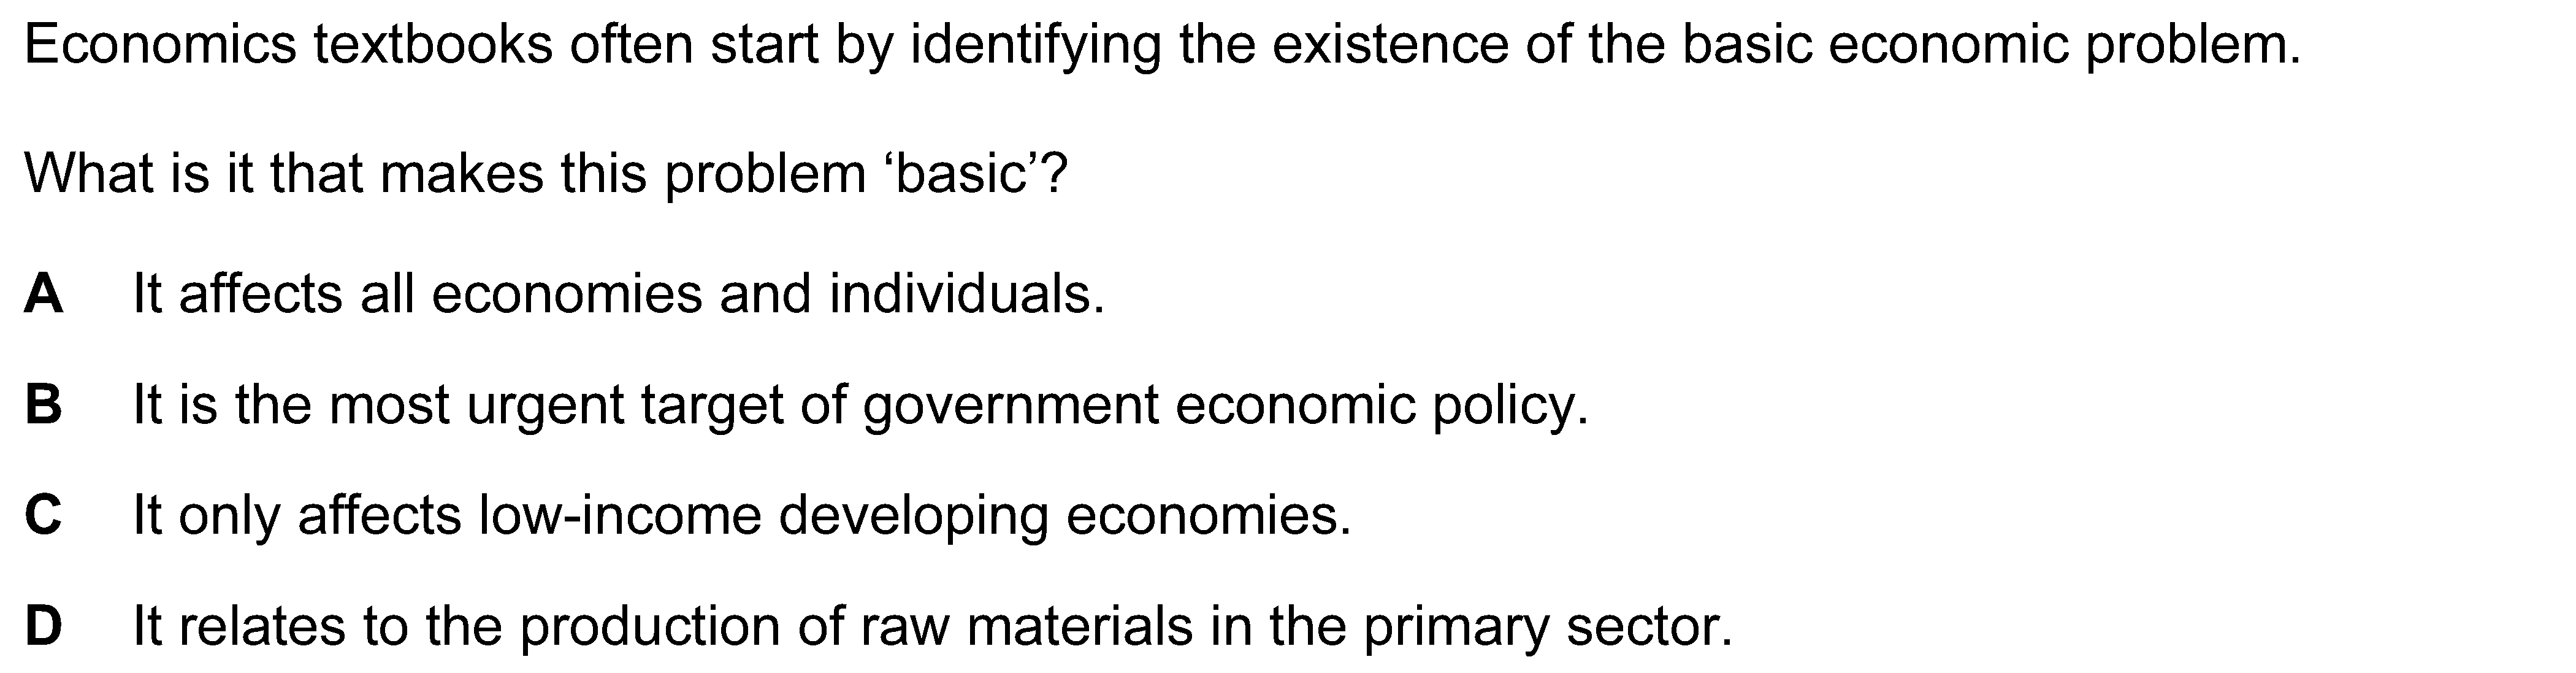 Economics textbooks often start by identifying the existence of the basic economic problem.
What is it that makes this problem ‘basic’?
A It affects all economies and individuals.
B It is the most urgent target of government economic policy.
C It only affects low-income developing economies.
D It relates to the production of raw materials in the primary sector.